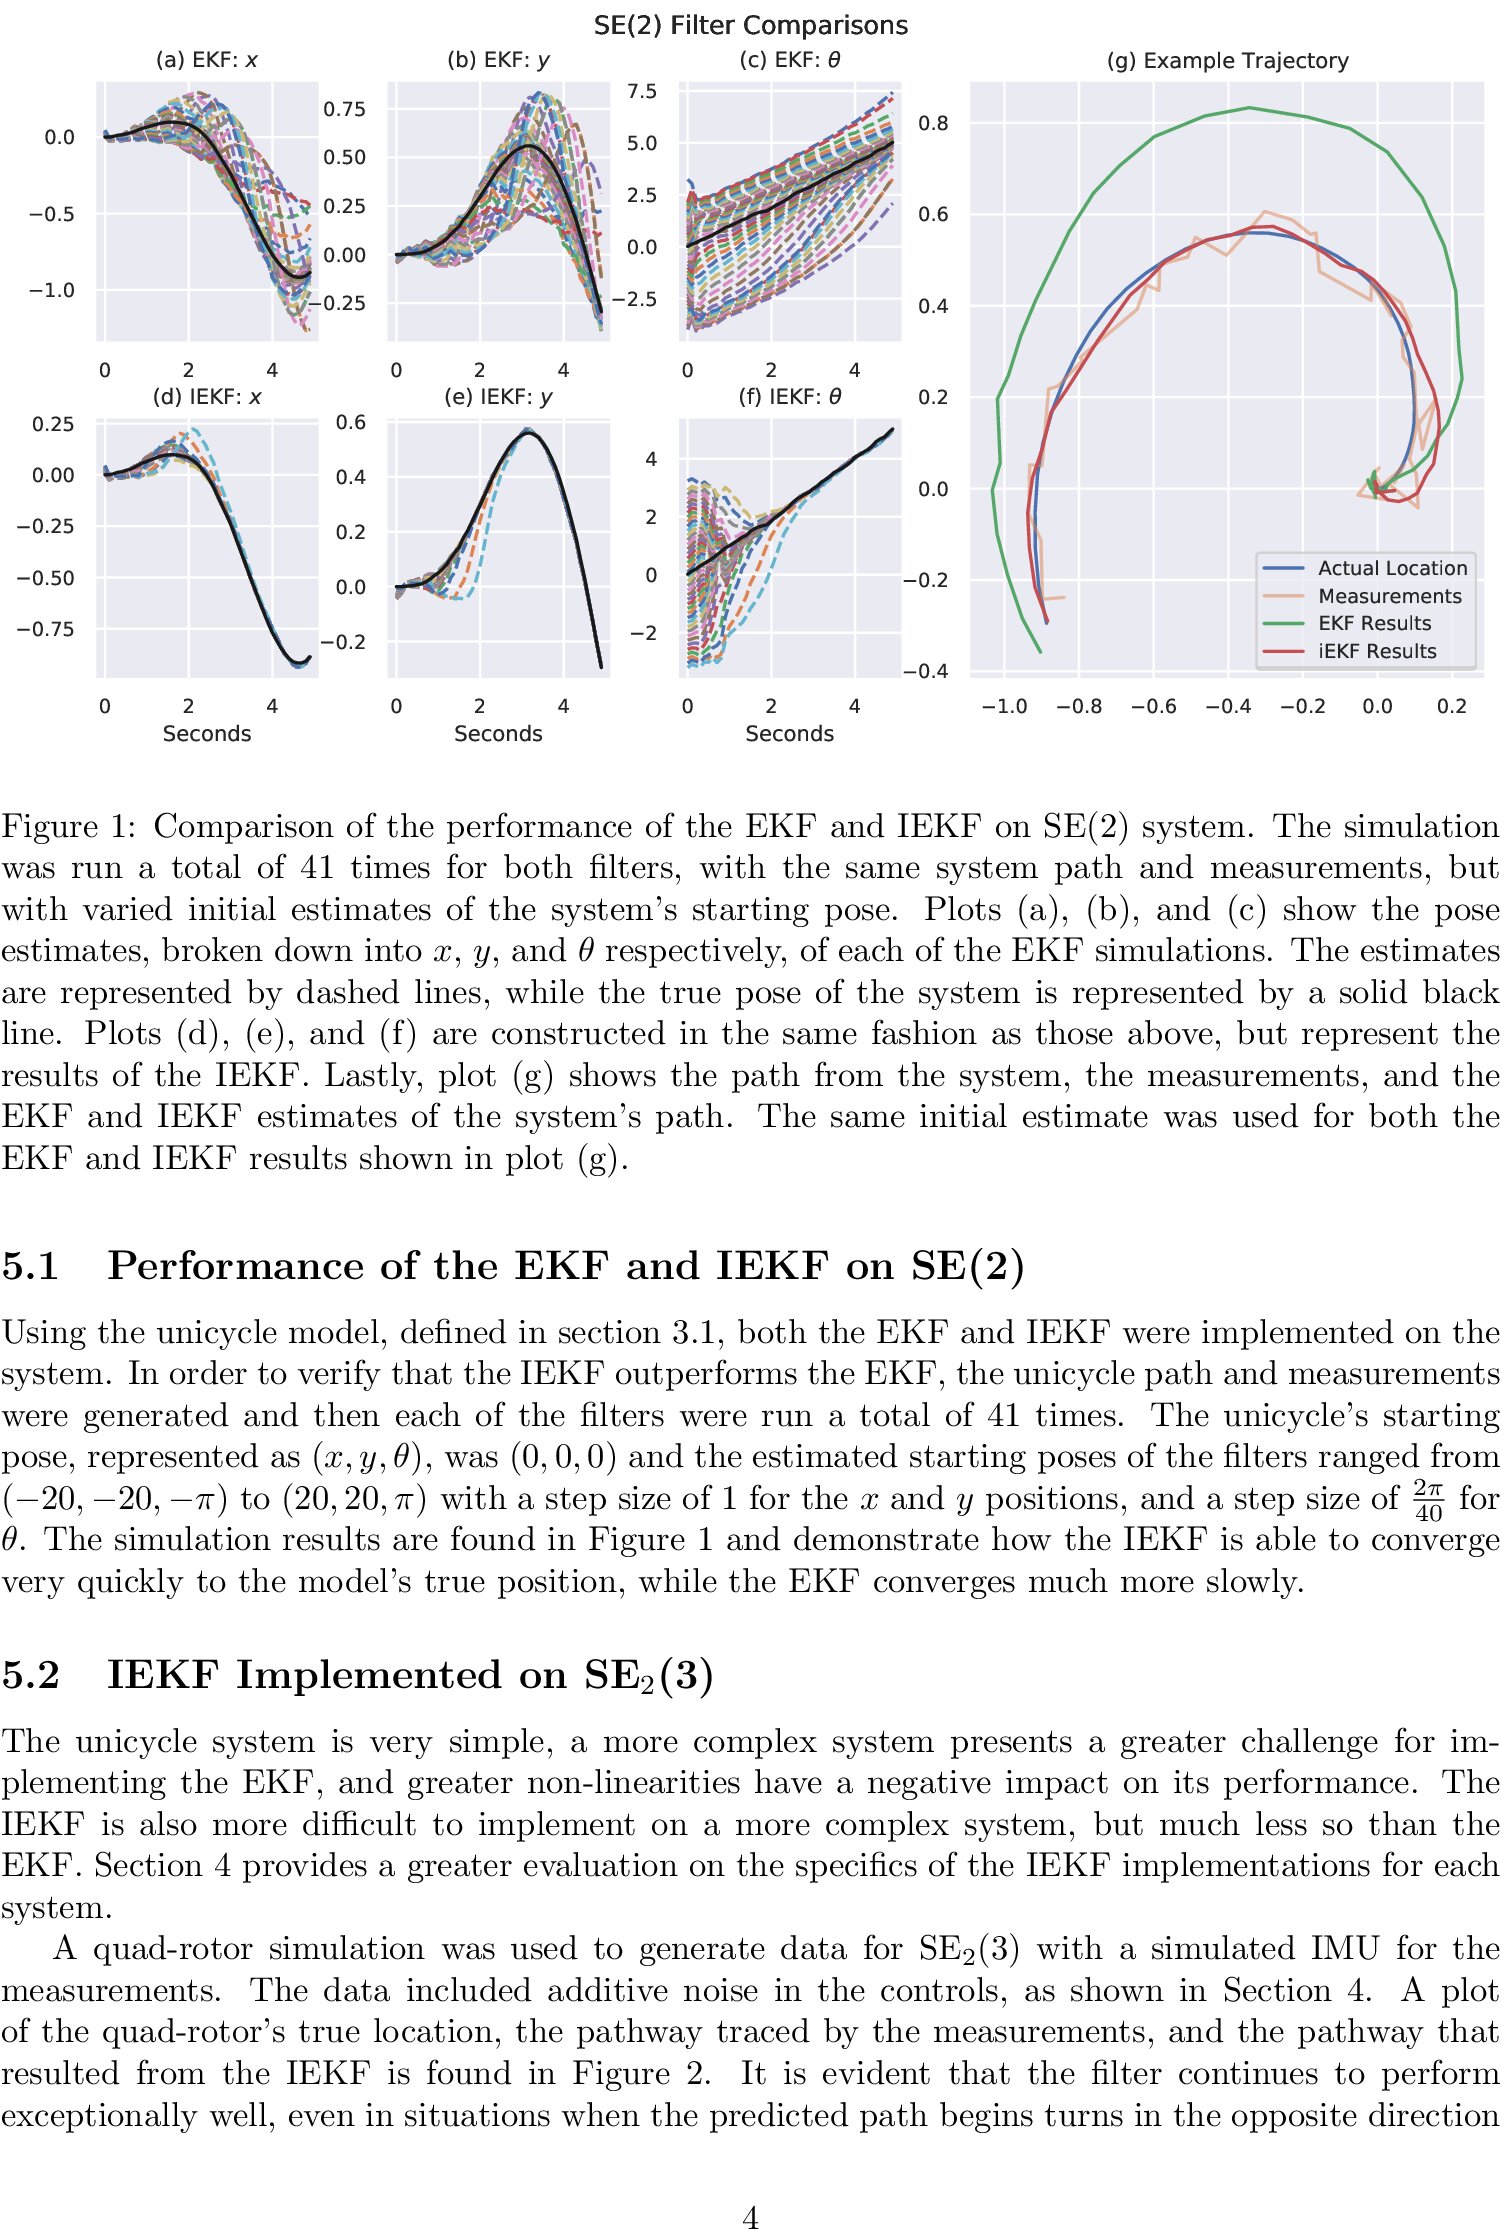 SE(2) Filter Comparisons
(a) EKF: x
(b) EKF: y
(c) EKF: θ
(g) Example Trajectory
0.0
−0.5
−1.0
0 2 4
0.75
0.50
0.25
0.00
−0.25
0 2 4
7.5
5.0
2.5
0.0
−2.5
0 2 4
(d) IEKF: x
(e) IEKF: y
(f) IEKF: θ
0.25
0.00
−0.25
−0.50
−0.75
0 2 4
Seconds
0.6
0.4
0.2
0.0
−0.2
0 2 4
Seconds
4
2
0
−2
0 2 4
Seconds
0.8
0.6
0.4
0.2
0.0
−0.2
−0.4
−1.0 −0.8 −0.6 −0.4 −0.2 0.0 0.2
Actual Location
Measurements
EKF Results
iEKF Results
Figure 1: Comparison of the performance of the EKF and IEKF on SE(2) system. The simulation
was run a total of 41 times for both filters, with the same system path and measurements, but
with varied initial estimates of the system's starting pose. Plots (a), (b), and (c) show the pose
estimates, broken down into x, y, and θ respectively, of each of the EKF simulations. The estimates
are represented by dashed lines, while the true pose of the system is represented by a solid black
line. Plots (d), (e), and (f) are constructed in the same fashion as those above, but represent the
results of the IEKF. Lastly, plot (g) shows the path from the system, the measurements, and the
EKF and IEKF estimates of the system's path. The same initial estimate was used for both the
EKF and IEKF results shown in plot (g).
5.1 Performance of the EKF and IEKF on SE(2)
Using the unicycle model, defined in section 3.1, both the EKF and IEKF were implemented on the
system. In order to verify that the IEKF outperforms the EKF, the unicycle path and measurements
were generated and then each of the filters were run a total of 41 times. The unicycle's starting
pose, represented as (x, y, θ), was (0, 0, 0) and the estimated starting poses of the filters ranged from
(−20, −20, −π) to (20, 20, π) with a step size of 1 for the x and y positions, and a step size of 2π/40 for
θ. The simulation results are found in Figure 1 and demonstrate how the IEKF is able to converge
very quickly to the model's true position, while the EKF converges much more slowly.
5.2 IEKF Implemented on SE₂(3)
The unicycle system is very simple, a more complex system presents a greater challenge for im-
plementing the EKF, and greater non-linearities have a negative impact on its performance. The
IEKF is also more difficult to implement on a more complex system, but much less so than the
EKF. Section 4 provides a greater evaluation on the specifics of the IEKF implementations for each
system.
A quad-rotor simulation was used to generate data for SE₂(3) with a simulated IMU for the
measurements. The data included additive noise in the controls, as shown in Section 4. A plot
of the quad-rotor's true location, the pathway traced by the measurements, and the pathway that
resulted from the IEKF is found in Figure 2. It is evident that the filter continues to perform
exceptionally well, even in situations when the predicted path begins turns in the opposite direction
4